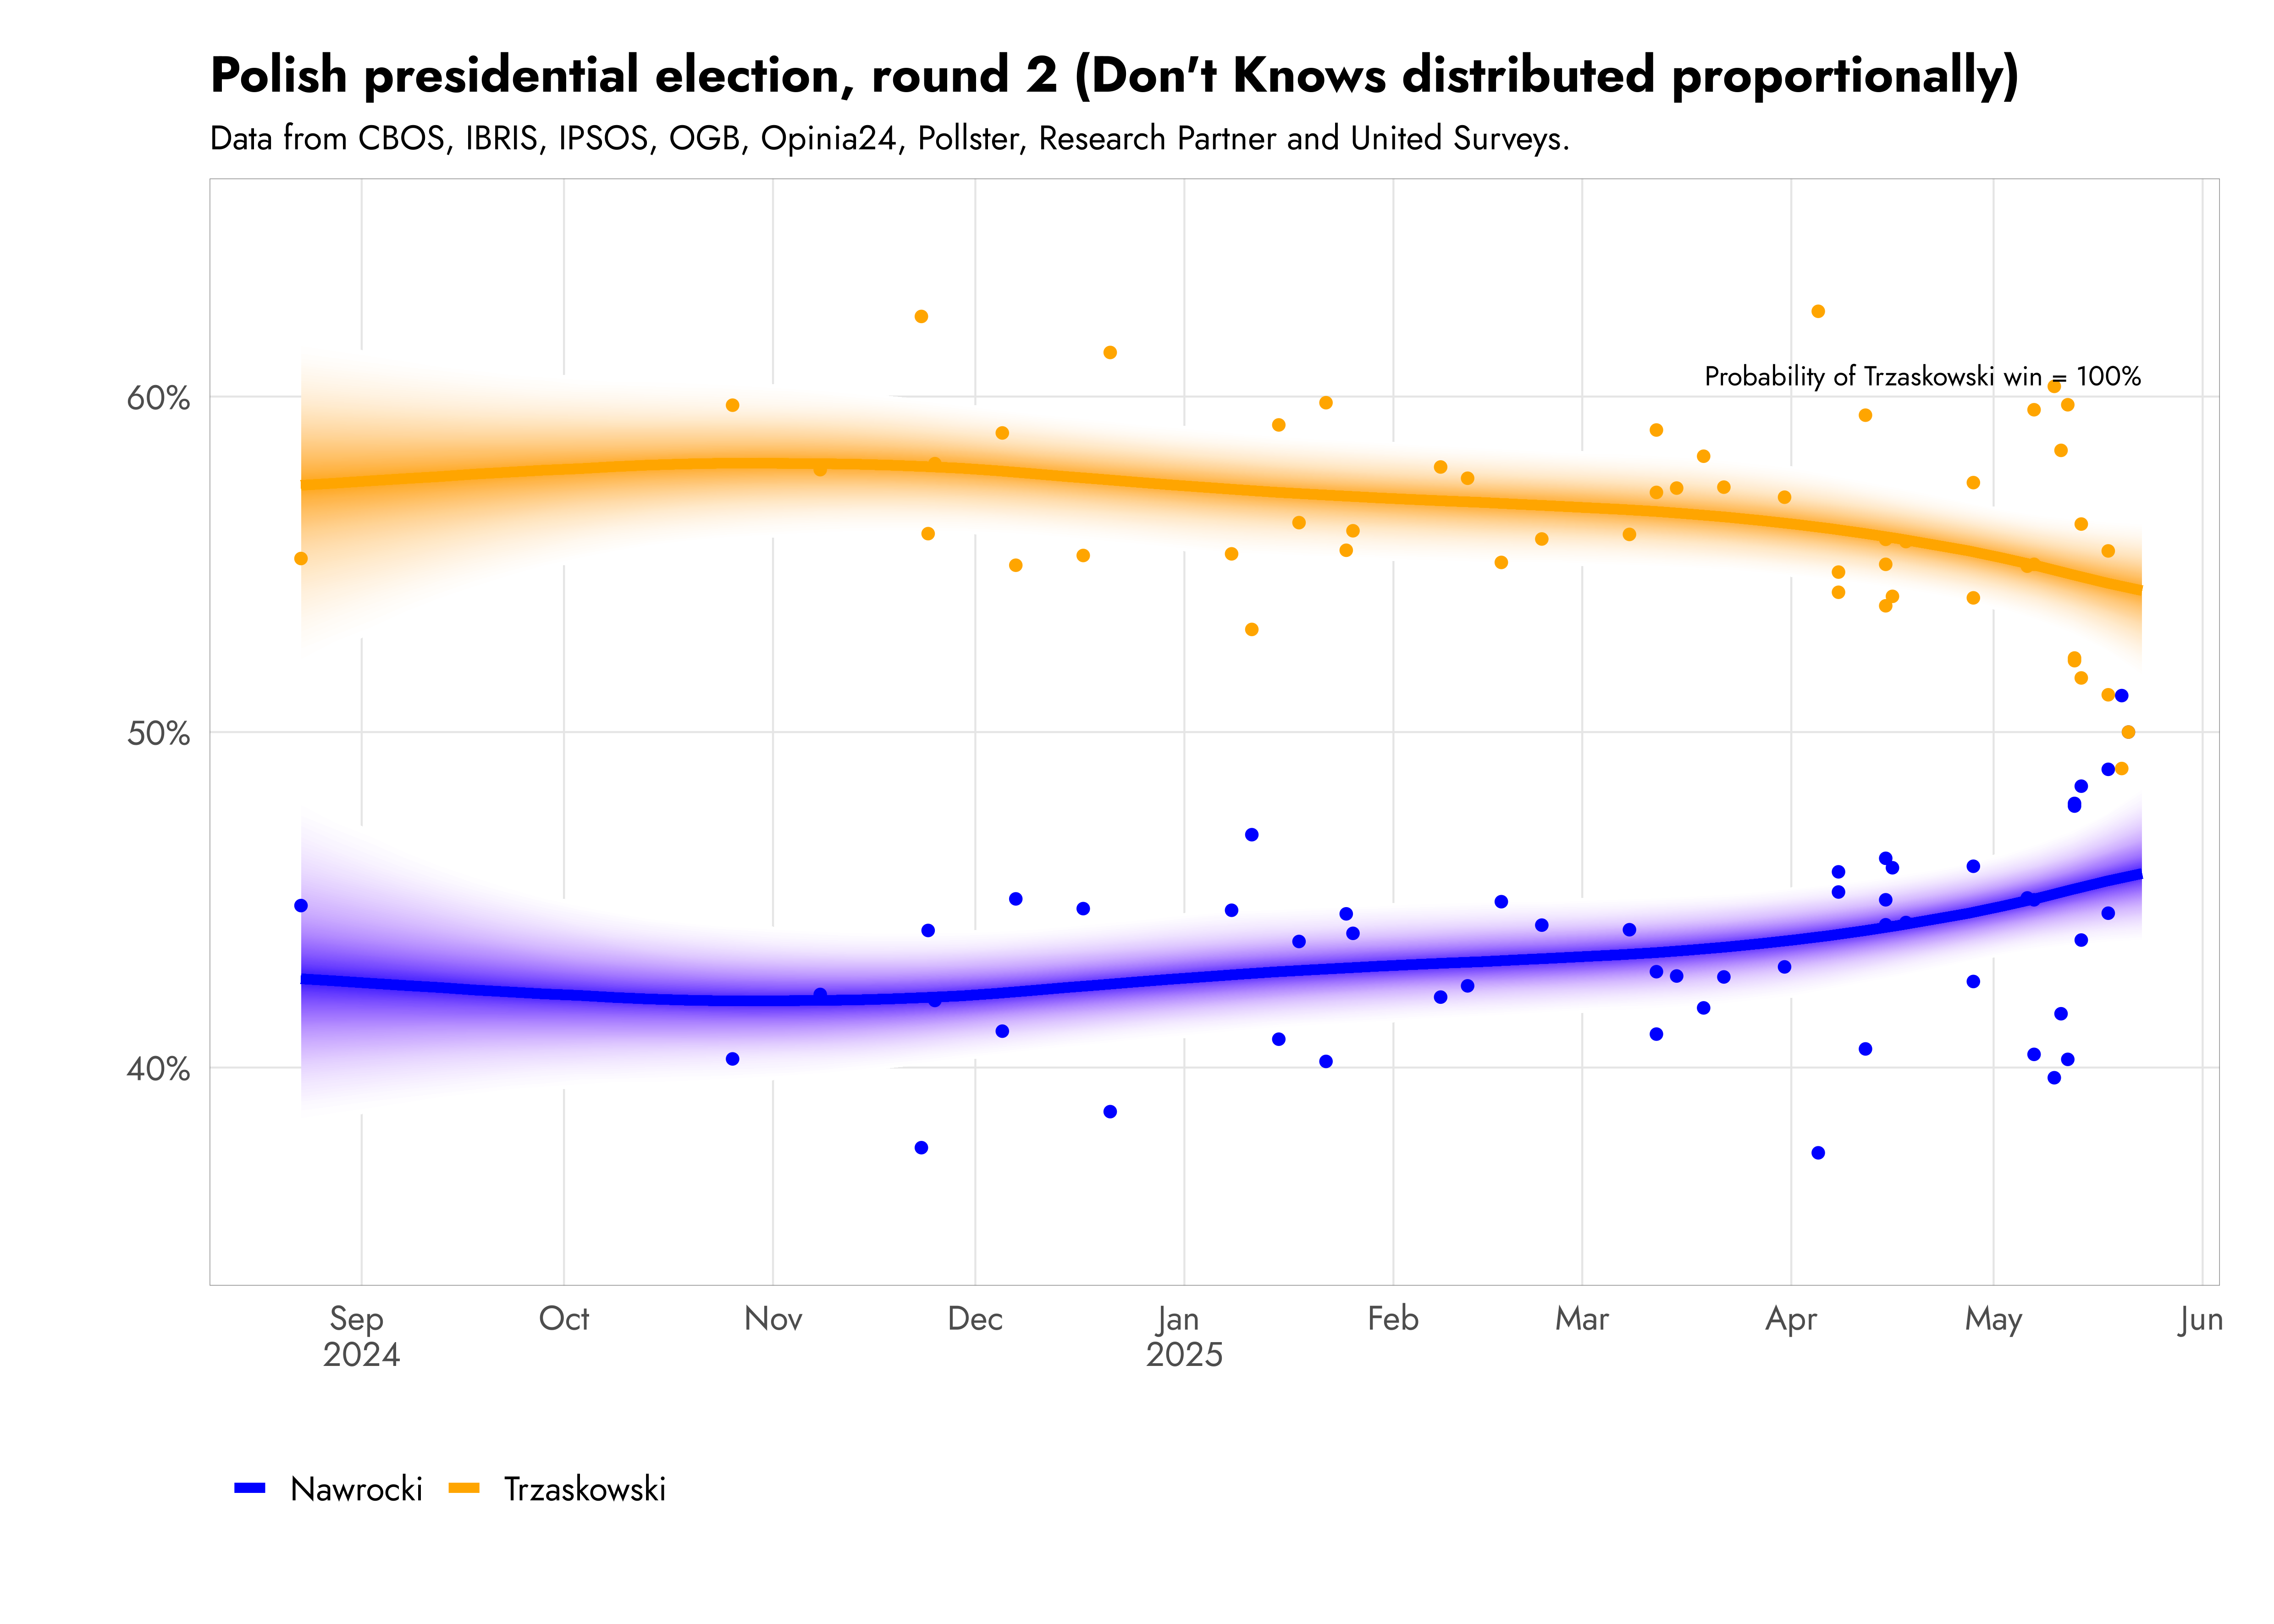 Polish presidential election, round 2 (Don't Knows distributed proportionally)
Data from CBOS, IBRIS, IPSOS, OGB, Opinia24, Pollster, Research Partner and United Surveys.
Probability of Trzaskowski win = 100%
60%
50%
40%
Sep Oct Nov Dec Jan Feb Mar Apr May Jun
2024 2025
Nawrocki Trzaskowski